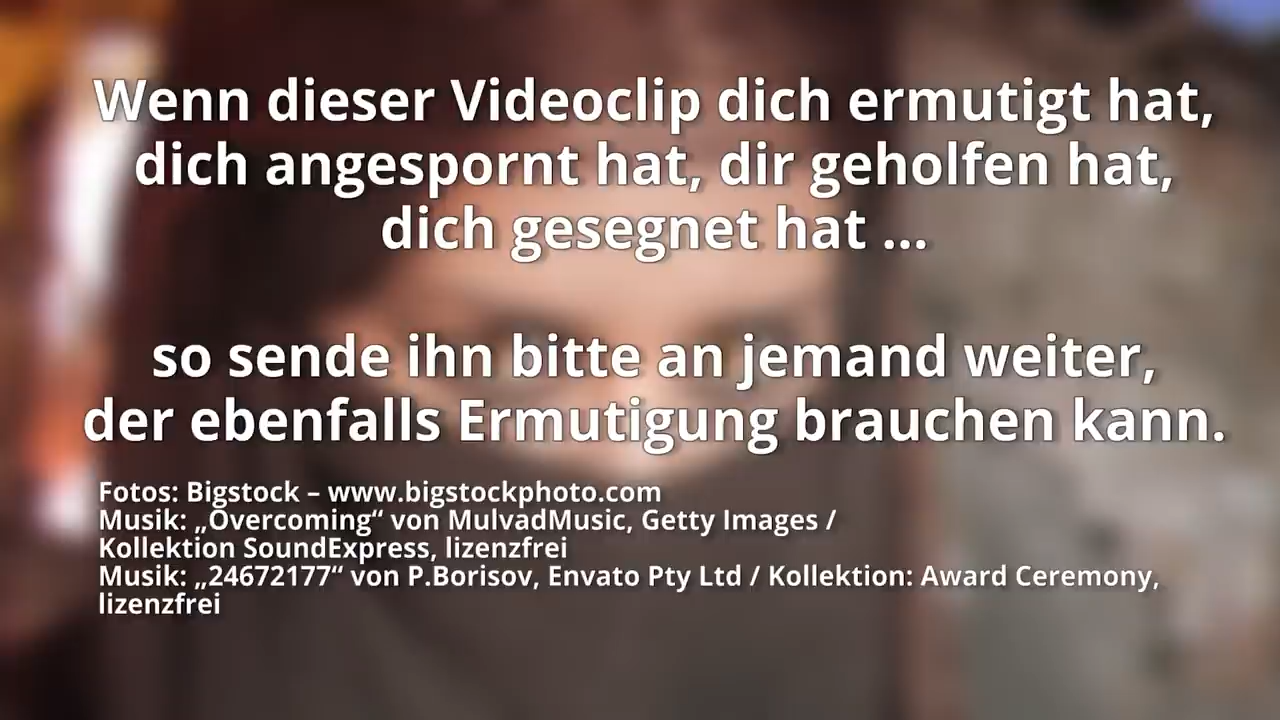 Wenn dieser Videoclip dich ermutigt hat,
dich angespornt hat, dir geholfen hat,
dich gesegnet hat ...
so sende ihn bitte an jemand weiter,
der ebenfalls Ermutigung brauchen kann.
Fotos: Bigstock – www.bigstockphoto.com
Musik: „Overcoming“ von MulvadMusic, Getty Images /
Kollektion SoundExpress, lizenzfrei
Musik: „24672177“ von P.Borisov, Envato Pty Ltd / Kollektion: Award Ceremony,
lizenzfrei